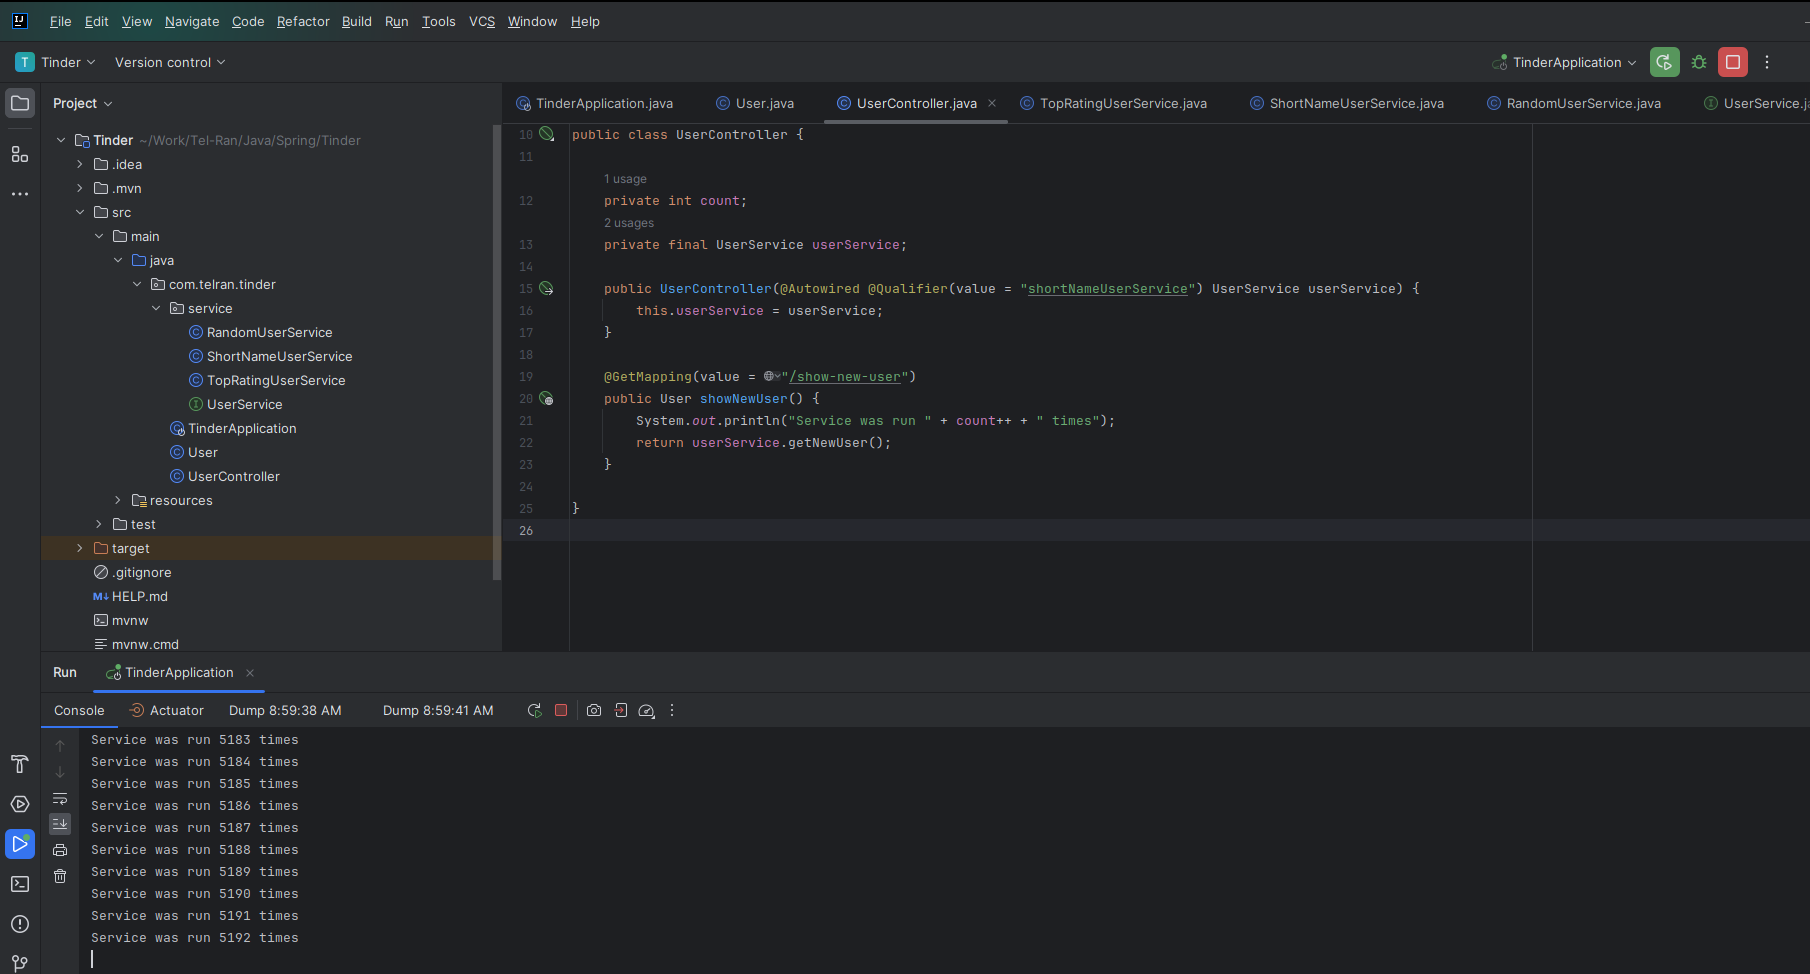 IJ File Edit View Navigate Code Refactor Build Run Tools VCS Window Help
T Tinder Version control TinderApplication
Project TinderApplication.java User.java UserController.java TopRatingUserService.java ShortNameUserService.java RandomUserService.java UserService.j
Tinder ~/Work/Tel-Ran/Java/Spring/Tinder
.idea
.mvn
src
main
java
com.telran.tinder
service
RandomUserService
ShortNameUserService
TopRatingUserService
UserService
TinderApplication
User
UserController
resources
test
target
.gitignore
M↓ HELP.md
mvnw
mvnw.cmd
10 public class UserController {
11
1 usage
12 private int count;
2 usages
13 private final UserService userService;
14
15 public UserController(@Autowired @Qualifier(value = "shortNameUserService") UserService userService) {
16 this.userService = userService;
17 }
18
19 @GetMapping(value = "/show-new-user")
20 public User showNewUser() {
21 System.out.println("Service was run " + count++ + " times");
22 return userService.getNewUser();
23 }
24
25 }
26
Run TinderApplication
Console Actuator Dump 8:59:38 AM Dump 8:59:41 AM
Service was run 5183 times
Service was run 5184 times
Service was run 5185 times
Service was run 5186 times
Service was run 5187 times
Service was run 5188 times
Service was run 5189 times
Service was run 5190 times
Service was run 5191 times
Service was run 5192 times